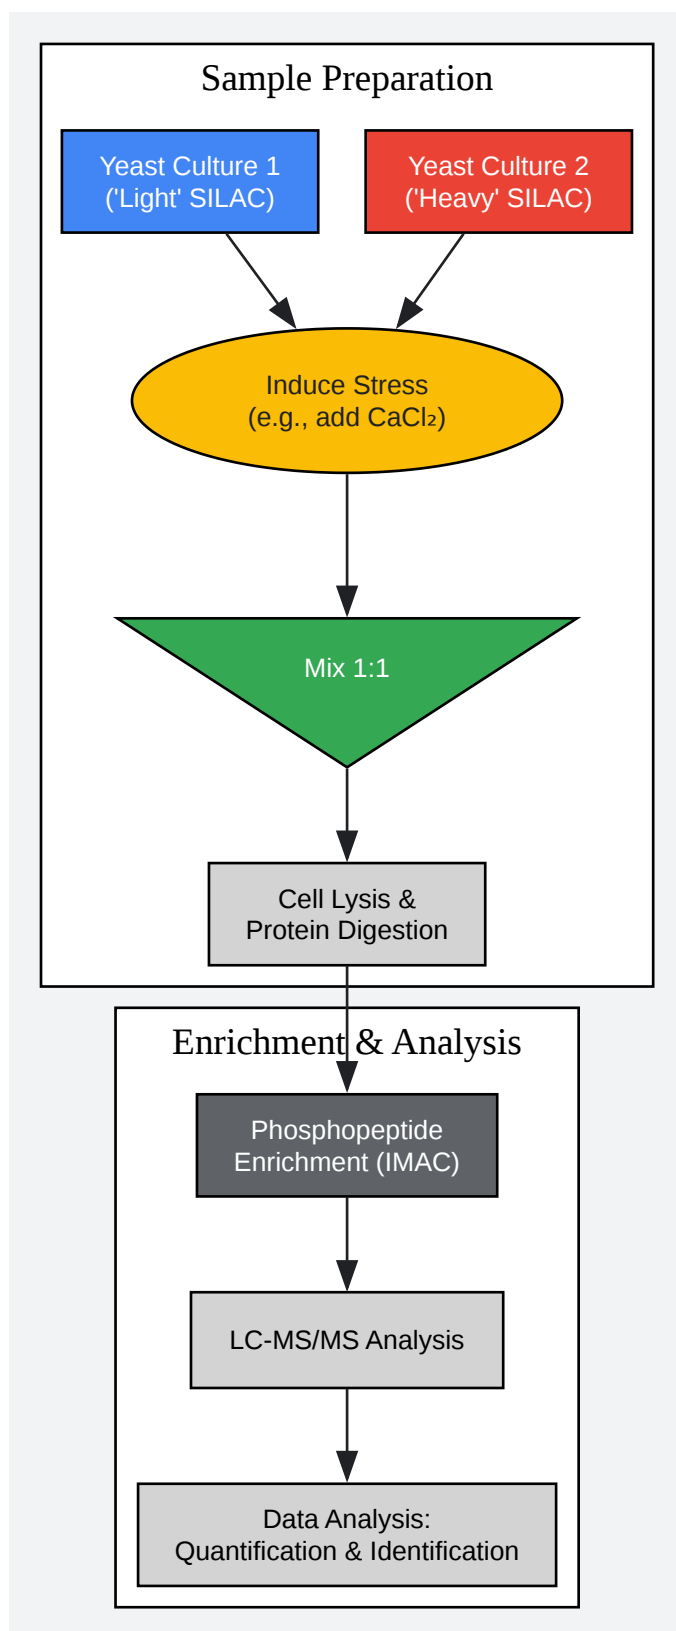 Sample Preparation
Yeast Culture 1
('Light' SILAC)
Yeast Culture 2
('Heavy' SILAC)
Induce Stress
(e.g., add CaCl₂)
Mix 1:1
Cell Lysis &
Protein Digestion
Enrichment & Analysis
Phosphopeptide
Enrichment (IMAC)
LC-MS/MS Analysis
Data Analysis:
Quantification & Identification